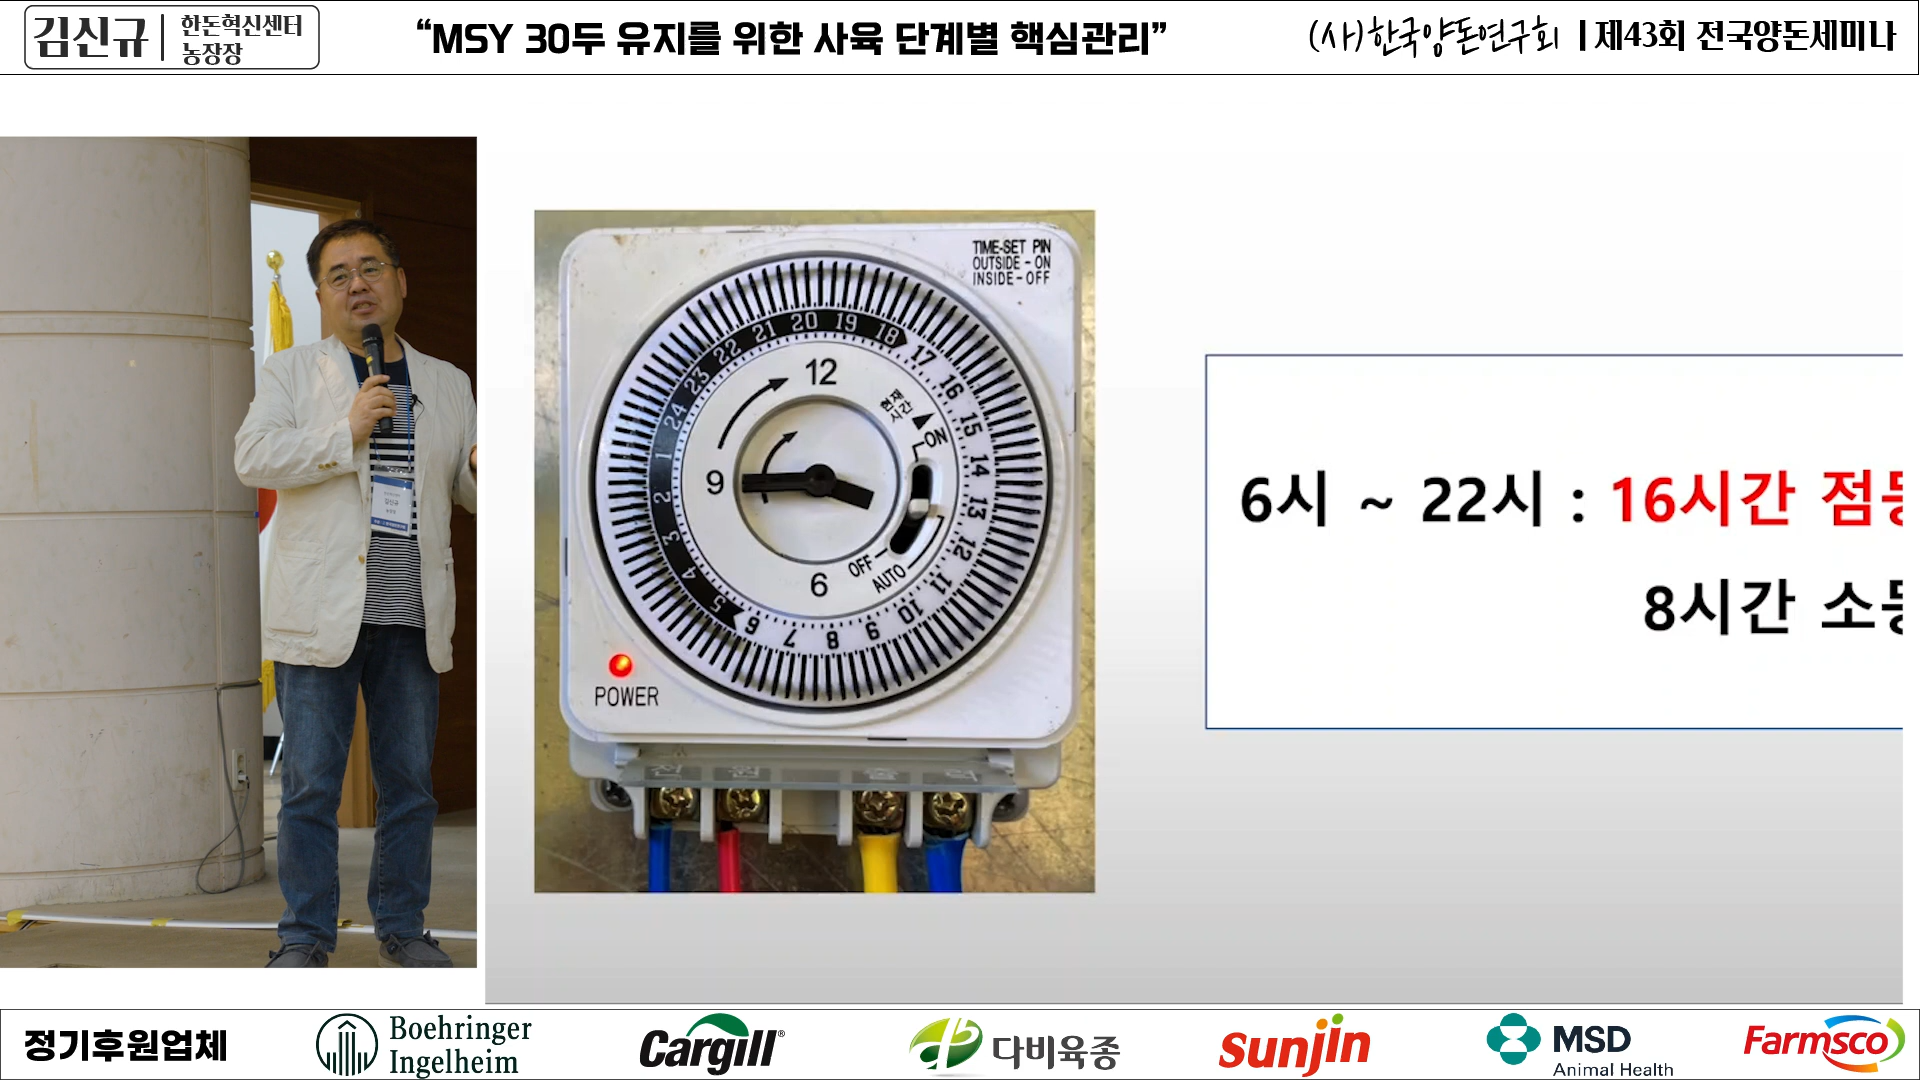 김신규
한돈혁신센터
농장장
“MSY 30두 유지를 위한 사육 단계별 핵심관리”
(사)한국양돈연구회 | 제43회 전국양돈세미나
TIME-SET PIN
OUTSIDE - ON
INSIDE - OFF
12
9
6
현재
시간
ON
OFF
AUTO
1 2 3 4 5 6 7 8 9 10 11 12 13 14 15 16 17 18 19 20 21 22 23 24
POWER
김신규
6시 ~ 22시 : 16시간 점
8시간 소
정기후원업체
Boehringer
Ingelheim
Cargill®
다비육종
sunjin
MSD
Animal Health
Farmsco